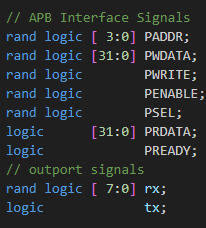 // APB Interface Signals
rand logic [ 3:0] PADDR;
rand logic [31:0] PWDATA;
rand logic        PWRITE;
rand logic        PENABLE;
rand logic        PSEL;
logic      [31:0] PRDATA;
logic             PREADY;
// outport signals
rand logic [ 7:0] rx;
logic             tx;